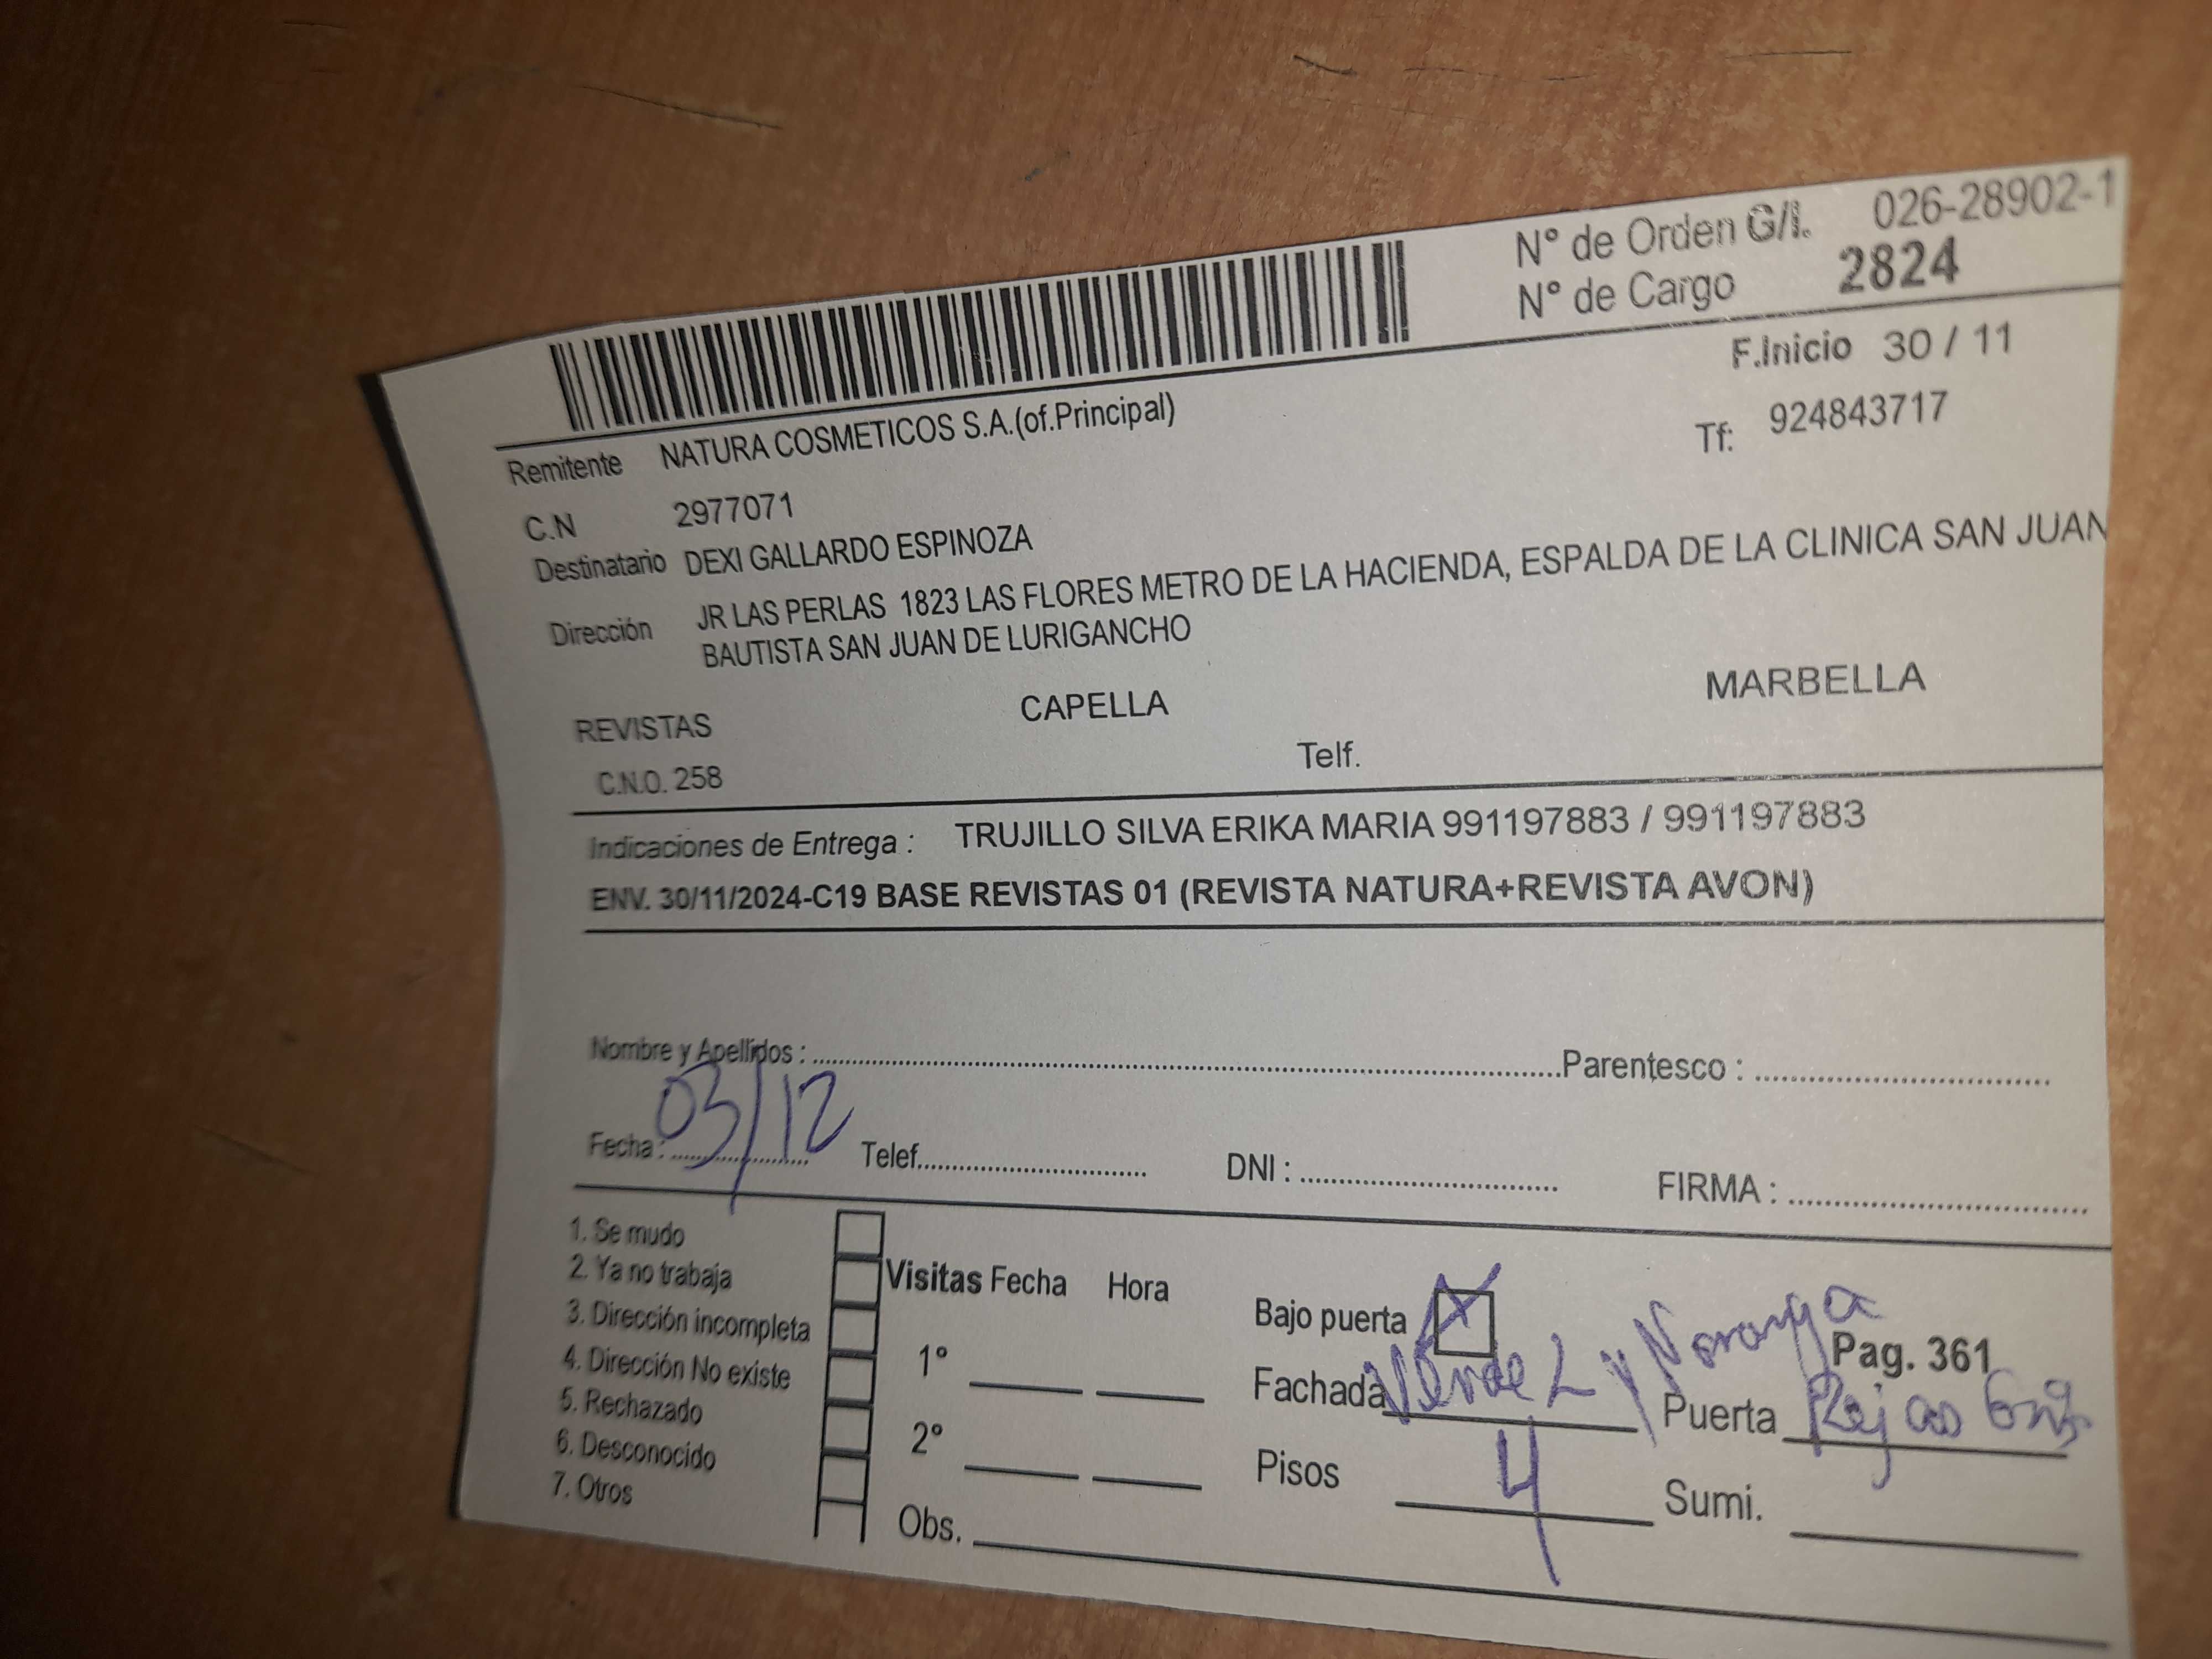 N° de Orden G/I. 026-28902-1
N° de Cargo 2824
F.Inicio 30 / 11
Remitente NATURA COSMETICOS S.A.(of.Principal)
Tf: 924843717
C.N 2977071
Destinatario DEXI GALLARDO ESPINOZA
Dirección JR LAS PERLAS 1823 LAS FLORES METRO DE LA HACIENDA, ESPALDA DE LA CLINICA SAN JUAN
BAUTISTA SAN JUAN DE LURIGANCHO
REVISTAS CAPELLA MARBELLA
C.N.O. 258 Telf.
Indicaciones de Entrega : TRUJILLO SILVA ERIKA MARIA 991197883 / 991197883
ENV. 30/11/2024-C19 BASE REVISTAS 01 (REVISTA NATURA+REVISTA AVON)
Nombre y Apellidos : Parentesco :
Fecha : 03/12 Telef. DNI : FIRMA :
1. Se mudo
2. Ya no trabaja
3. Dirección incompleta
4. Dirección No existe
5. Rechazado
6. Desconocido
7. Otros
Visitas Fecha Hora
1°
2°
Obs.
Bajo puerta X
Fachada Verde L y Naranja
Pag. 361
Puerta Rejas
Pisos 4 Sumi.